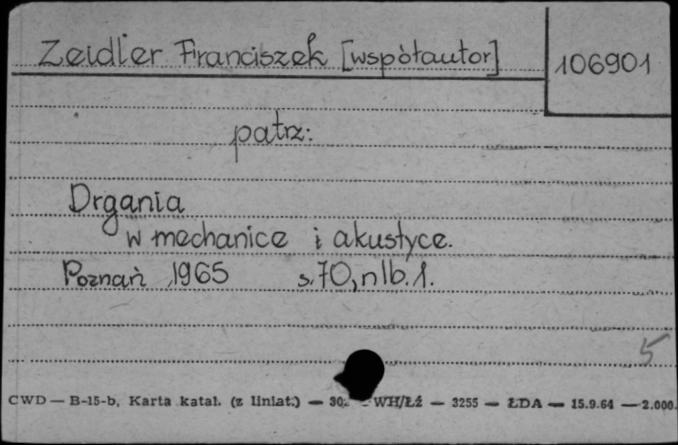 Zeidler Franciszek [współautor]
106901
patrz:
Drgania
w mechanice i akustyce.
Poznań 1965 s. 70, nlb. 1.
5
CWD — B-15-b, Karta katal. (z liniat.) — 30 WH/Łź — 3255 — ŁDA — 15.9.64 — 2.000.